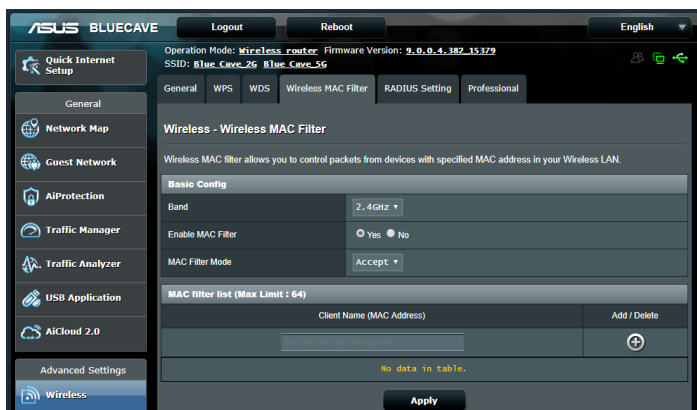 ASUS BLUECAVE
Logout
Reboot
English
Quick Internet Setup
Operation Mode: Wireless router Firmware Version: 9.0.0.4.382_15379
SSID: Blue Cave_2G Blue Cave_5G
General
WPS
WDS
Wireless MAC Filter
RADIUS Setting
Professional
General
Network Map
Guest Network
AiProtection
Traffic Manager
Traffic Analyzer
USB Application
AiCloud 2.0
Advanced Settings
Wireless
Wireless - Wireless MAC Filter
Wireless MAC filter allows you to control packets from devices with specified MAC address in your Wireless LAN.
Basic Config
Band
2.4GHz
Enable MAC Filter
Yes No
MAC Filter Mode
Accept
MAC filter list (Max Limit : 64)
Client Name (MAC Address)
Add / Delete
No data in table.
Apply